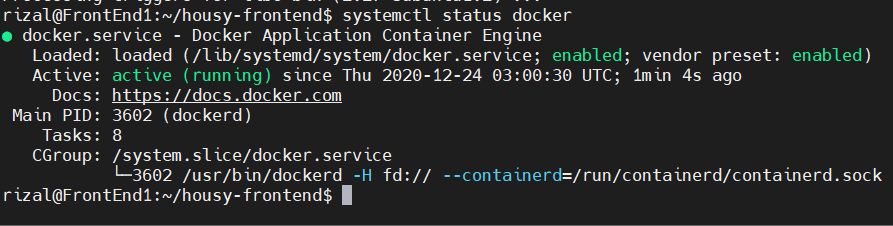 rizal@FrontEnd1:~/housy-frontend$ systemctl status docker
● docker.service - Docker Application Container Engine
Loaded: loaded (/lib/systemd/system/docker.service; enabled; vendor preset: enabled)
Active: active (running) since Thu 2020-12-24 03:00:30 UTC; 1min 4s ago
Docs: https://docs.docker.com
Main PID: 3602 (dockerd)
Tasks: 8
CGroup: /system.slice/docker.service
└─3602 /usr/bin/dockerd -H fd:// --containerd=/run/containerd/containerd.sock
rizal@FrontEnd1:~/housy-frontend$